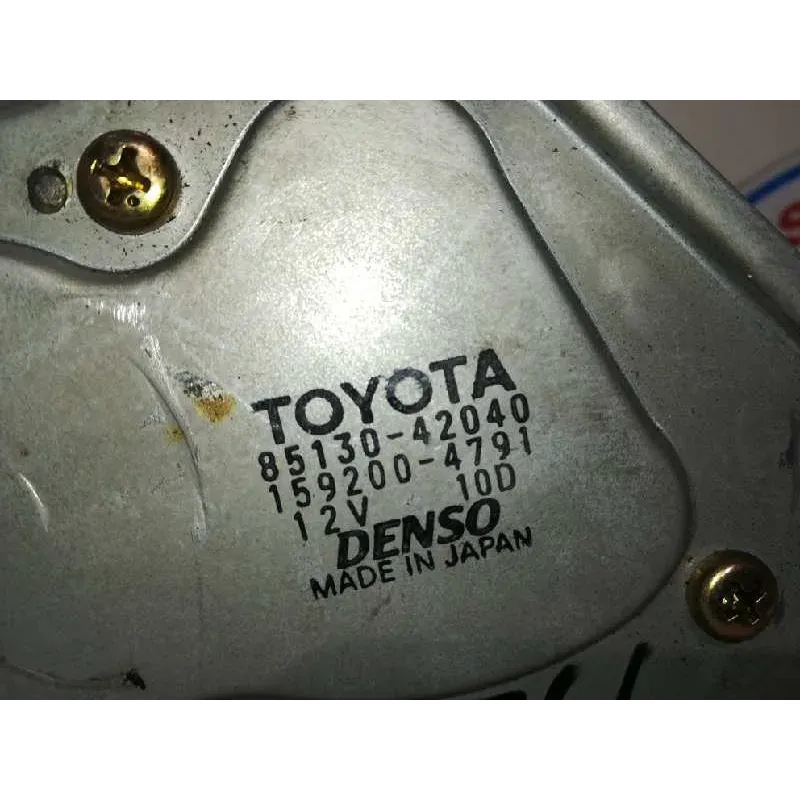 TOYOTA
85130-42040
159200-4791
12V 10D
DENSO
MADE IN JAPAN